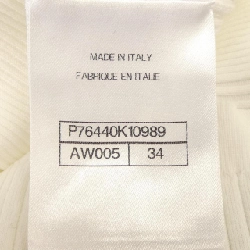 MADE IN ITALY
FABRIQUE EN ITALIE
P76440K10989
AW005 34